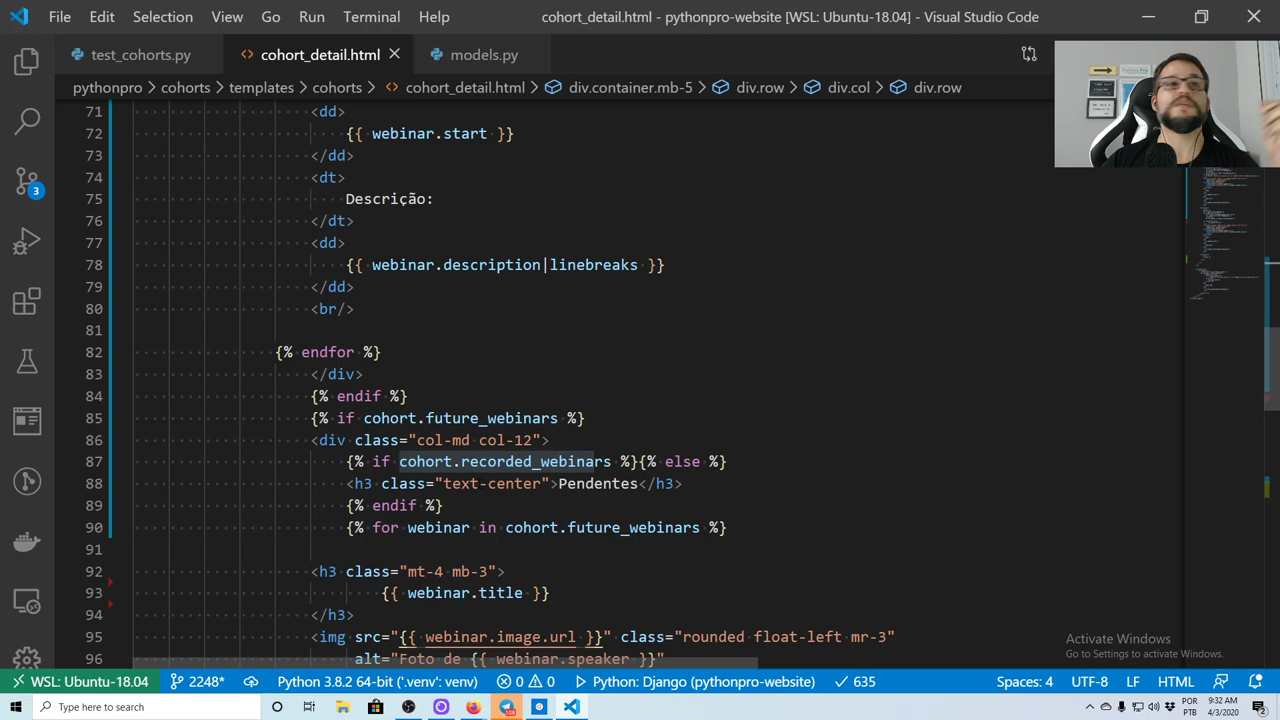 File Edit Selection View Go Run Terminal Help cohort_detail.html - pythonpro-website [WSL: Ubuntu-18.04] - Visual Studio Code
test_cohorts.py cohort_detail.html models.py
pythonpro > cohorts > templates > cohorts > cohort_detail.html > div.container.mb-5 > div.row > div.col > div.row
71 <dd>
72 {{ webinar.start }}
73 </dd>
74 <dt>
75 Descrição:
76 </dt>
77 <dd>
78 {{ webinar.description|linebreaks }}
79 </dd>
80 <br/>
81
82 {% endfor %}
83 </div>
84 {% endif %}
85 {% if cohort.future_webinars %}
86 <div class="col-md col-12">
87 {% if cohort.recorded_webinars %}{% else %}
88 <h3 class="text-center">Pendentes</h3>
89 {% endif %}
90 {% for webinar in cohort.future_webinars %}
91
92 <h3 class="mt-4 mb-3">
93 {{ webinar.title }}
94 </h3>
95 <img src="{{ webinar.image.url }}" class="rounded float-left mr-3"
96 alt="Foto de {{ webinar.speaker }}"
3
Activate Windows
Go to Settings to activate Windows.
WSL: Ubuntu-18.04 2248* Python 3.8.2 64-bit ('.venv': venv) 0 0 Python: Django (pythonpro-website) 635 Spaces: 4 UTF-8 LF HTML
Type here to search POR 9:32 AM
PTB 4/3/2020 2